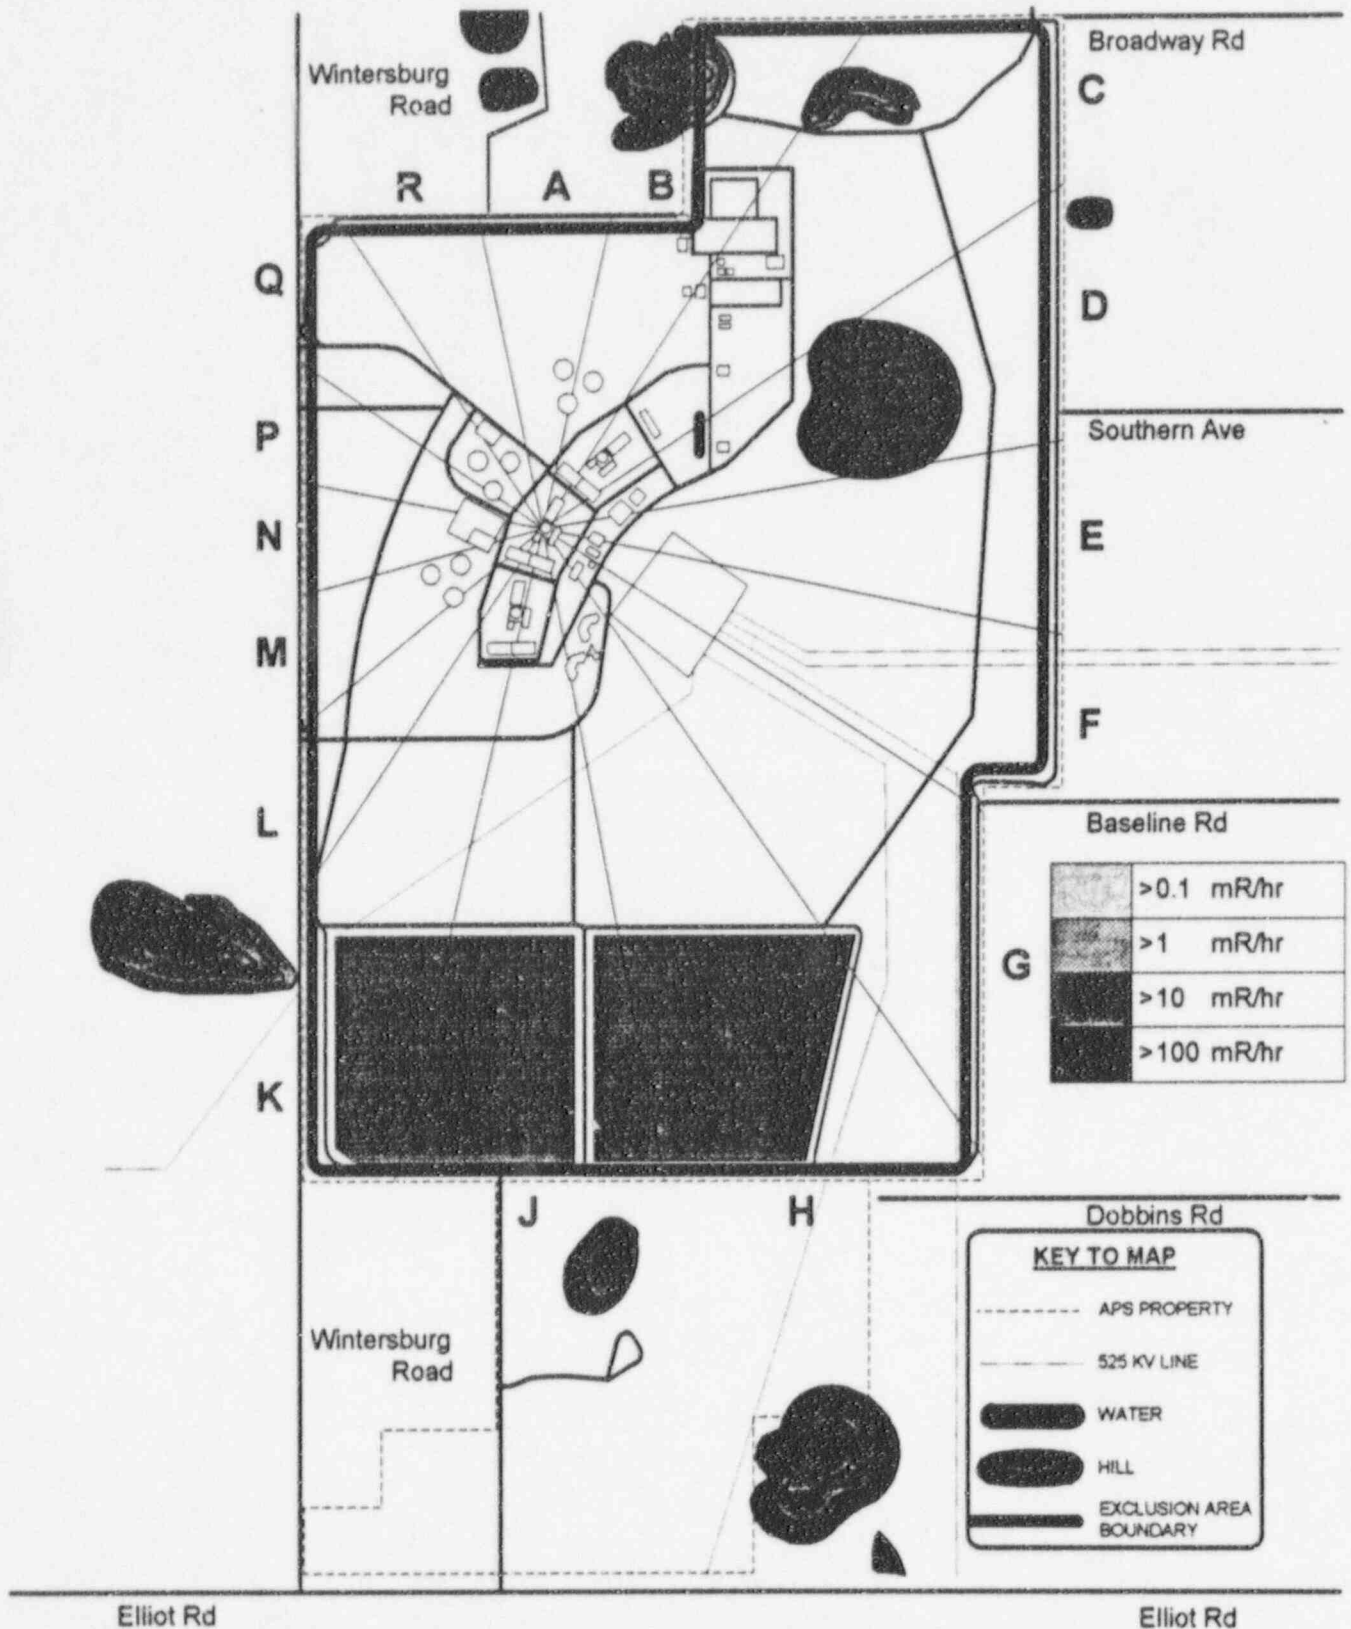 Broadway Rd
Wintersburg
Road
C
R A B
Q
D
P
Southern Ave
N
E
M
F
L
Baseline Rd
>0.1 mR/hr
>1 mR/hr
G
>10 mR/hr
>100 mR/hr
K
J
H
Dobbins Rd
KEY TO MAP
APS PROPERTY
Wintersburg
Road
525 KV LINE
WATER
HILL
EXCLUSION AREA
BOUNDARY
Elliot Rd
Elliot Rd